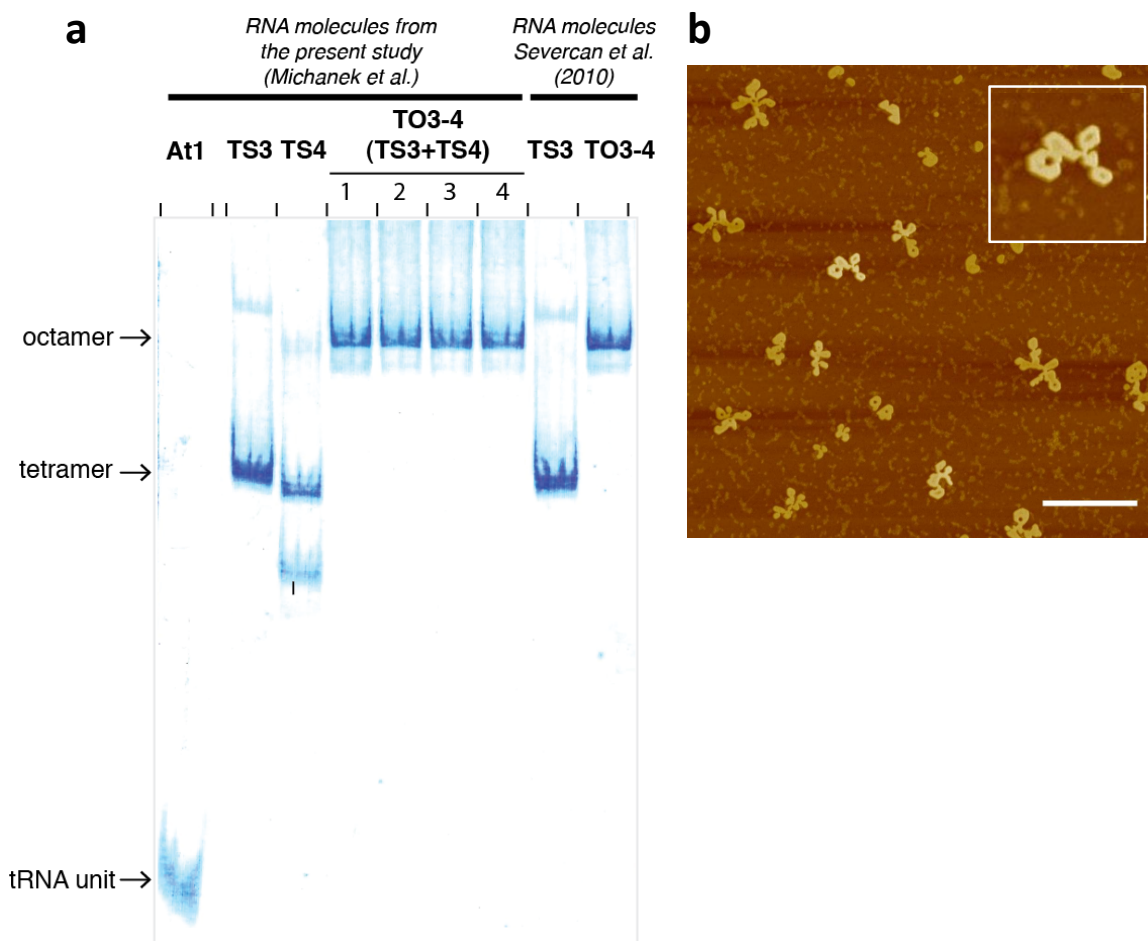 a
RNA molecules from
the present study
(Michanek et al.)
RNA molecules
Severcan et al.
(2010)
At1
TS3
TS4
TO3-4
(TS3+TS4)
TS3
TO3-4
1
2
3
4
octamer
tetramer
tRNA unit
b